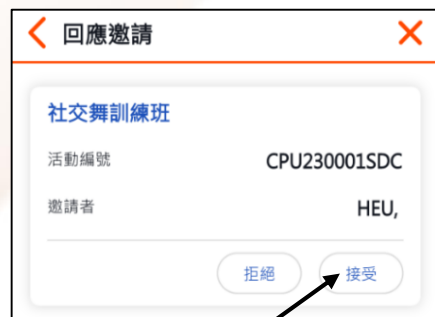 回應邀請
社交舞訓練班
活動編號 CPU230001SDC
邀請者 HEU,
拒絕 接受